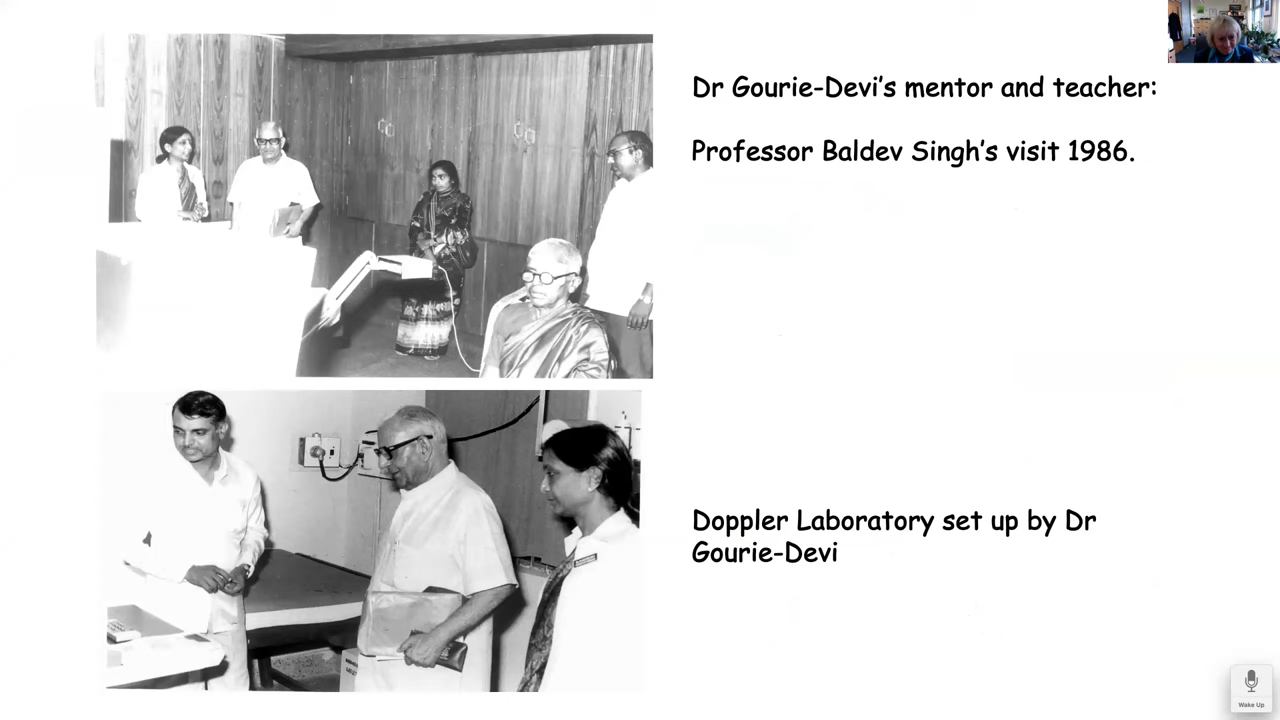 Dr Gourie-Devi’s mentor and teacher:
Professor Baldev Singh’s visit 1986.
Doppler Laboratory set up by Dr
Gourie-Devi
Wake Up